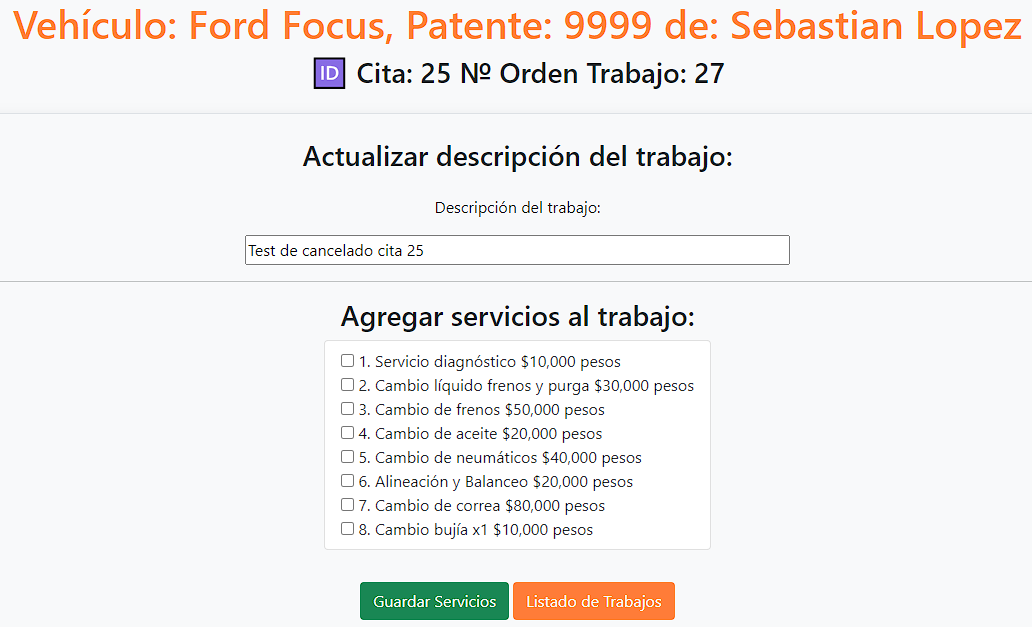 Vehículo: Ford Focus, Patente: 9999 de: Sebastian Lopez
ID Cita: 25 Nº Orden Trabajo: 27
Actualizar descripción del trabajo:
Descripción del trabajo:
Test de cancelado cita 25
Agregar servicios al trabajo:
1. Servicio diagnóstico $10,000 pesos
2. Cambio líquido frenos y purga $30,000 pesos
3. Cambio de frenos $50,000 pesos
4. Cambio de aceite $20,000 pesos
5. Cambio de neumáticos $40,000 pesos
6. Alineación y Balanceo $20,000 pesos
7. Cambio de correa $80,000 pesos
8. Cambio bujía x1 $10,000 pesos
Guardar Servicios Listado de Trabajos